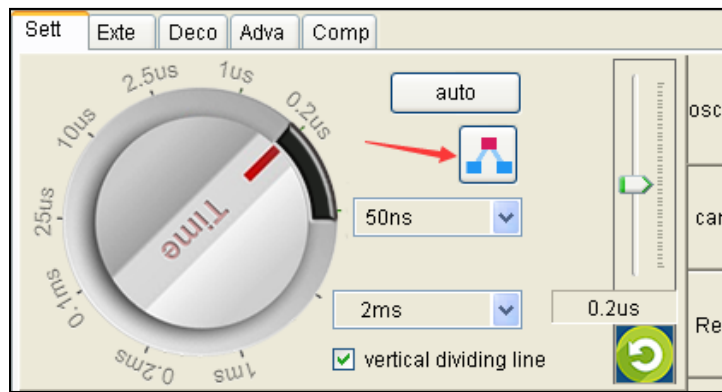 Sett Exte Deco Adva Comp
2.5us 1us
auto
0.2us
10us
osc
Time
50ns
25us
car
0.1ms
2ms
0.2us
Re
0.2us
1ms
vertical dividing line